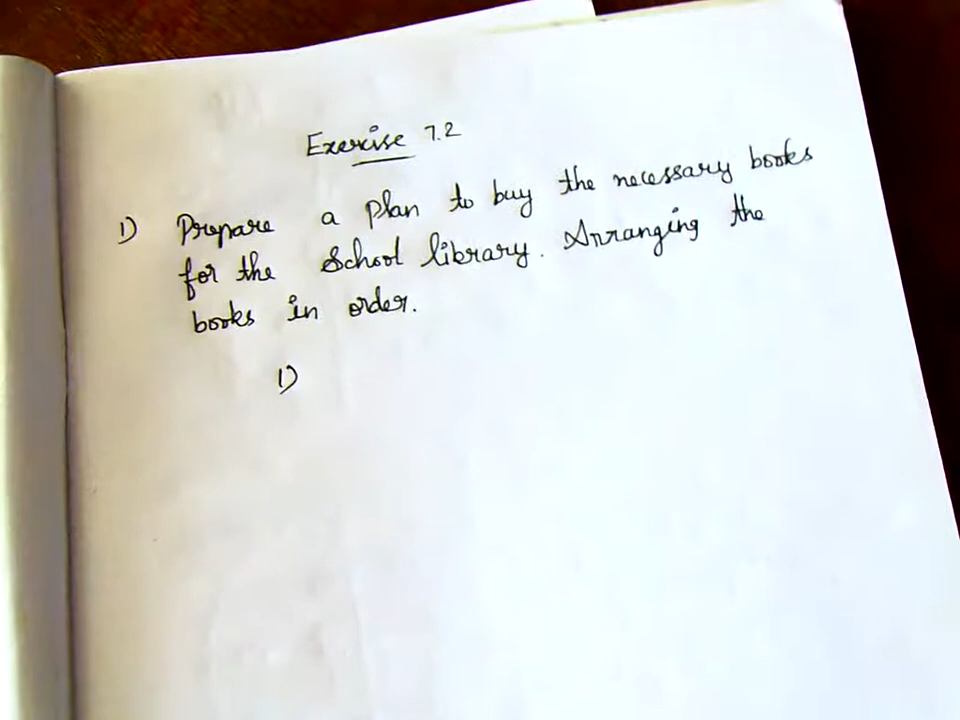 Exercise 7.2
1) Prepare a plan to buy the necessary books
for the School library. Arranging the
books in order.
1)